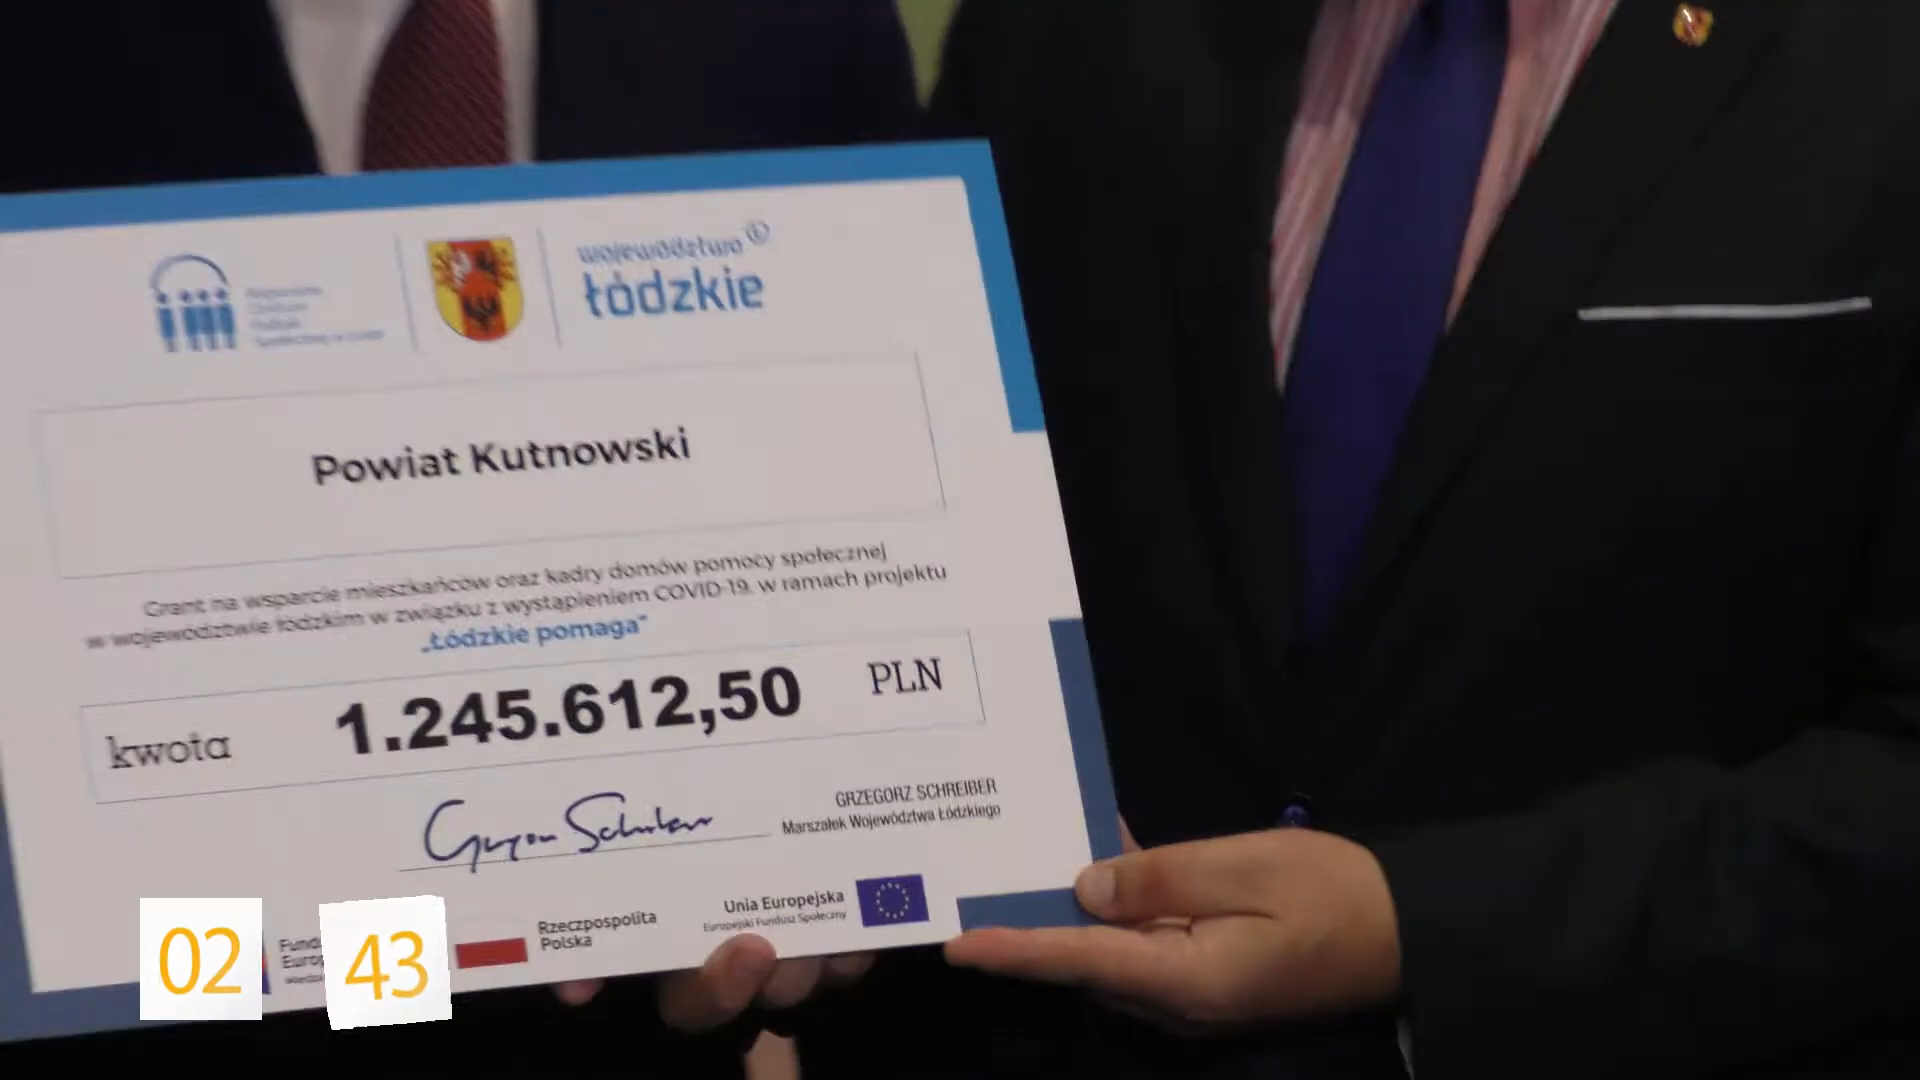 województwo
Łódzkie
Powiat Kutnowski
Grant na wsparcie mieszkańców oraz kadry domów pomocy społecznej
w województwie łódzkim w związku z wystąpieniem COVID-19, w ramach projektu
„Łódzkie pomaga"
kwota 1.245.612,50 PLN
GRZEGORZ SCHREIBER
Marszałek Województwa Łódzkiego
Rzeczpospolita
Polska
Unia Europejska
Europejski Fundusz Społeczny
02 43